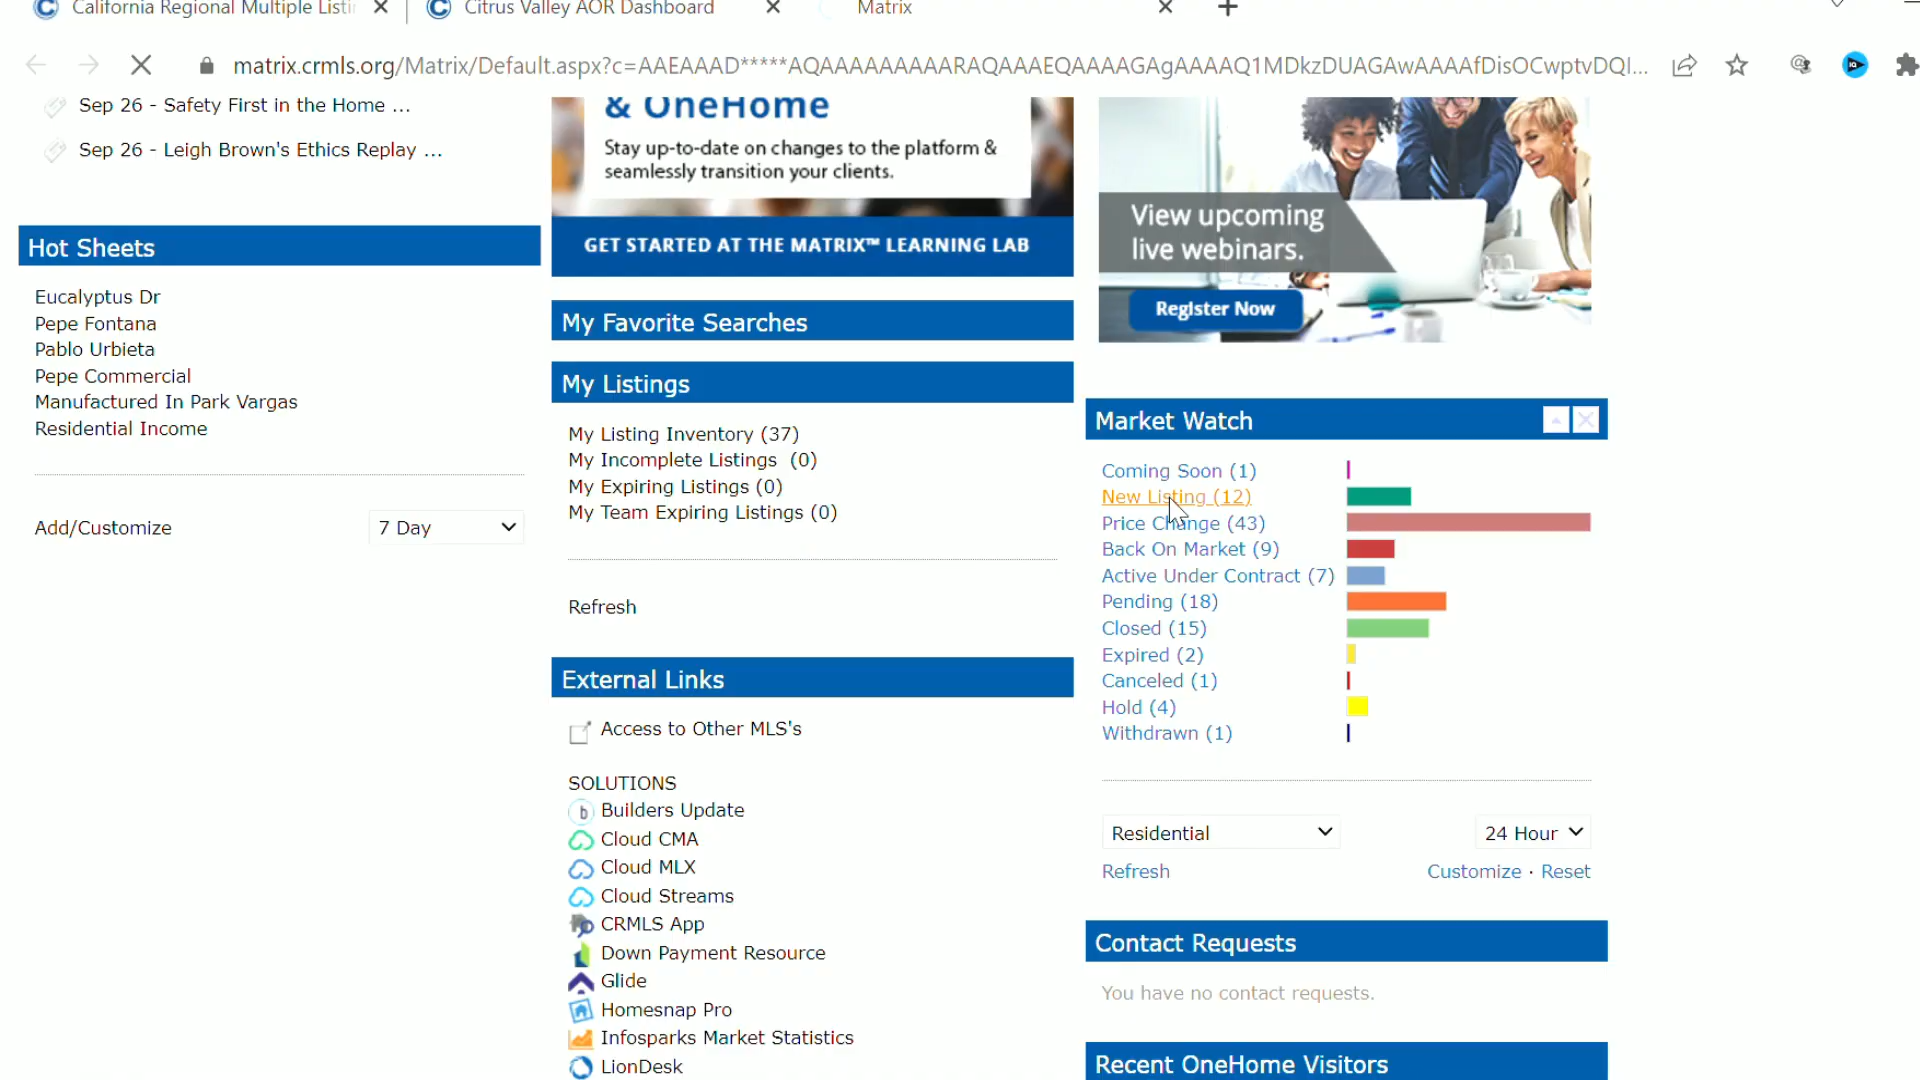 California Regional Multiple Listi
Citrus Valley AOR Dashboard
Matrix
matrix.crmls.org/Matrix/Default.aspx?c=AAEAAAD*****AQAAAAAAAAARAQAAAEQAAAAGAgAAAAQ1MDkzDUAGAwAAAAfDisOCwptvDQI...
Sep 26 - Safety First in the Home ...
Sep 26 - Leigh Brown's Ethics Replay ...
Hot Sheets
Eucalyptus Dr
Pepe Fontana
Pablo Urbieta
Pepe Commercial
Manufactured In Park Vargas
Residential Income
Add/Customize
7 Day
& OneHome
Stay up-to-date on changes to the platform &
seamlessly transition your clients.
GET STARTED AT THE MATRIX™ LEARNING LAB
My Favorite Searches
My Listings
My Listing Inventory (37)
My Incomplete Listings (0)
My Expiring Listings (0)
My Team Expiring Listings (0)
Refresh
External Links
Access to Other MLS's
SOLUTIONS
Builders Update
Cloud CMA
Cloud MLX
Cloud Streams
CRMLS App
Down Payment Resource
Glide
Homesnap Pro
Infosparks Market Statistics
LionDesk
View upcoming
live webinars.
Register Now
Market Watch
Coming Soon (1)
New Listing (12)
Price Change (43)
Back On Market (9)
Active Under Contract (7)
Pending (18)
Closed (15)
Expired (2)
Canceled (1)
Hold (4)
Withdrawn (1)
Residential
24 Hour
Refresh
Customize · Reset
Contact Requests
You have no contact requests.
Recent OneHome Visitors